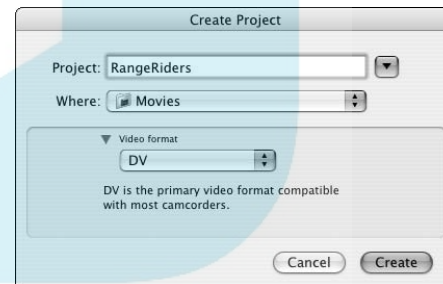 Create Project
Project: RangeRiders
Where: Movies
Video format
DV
DV is the primary video format compatible
with most camcorders.
Cancel Create